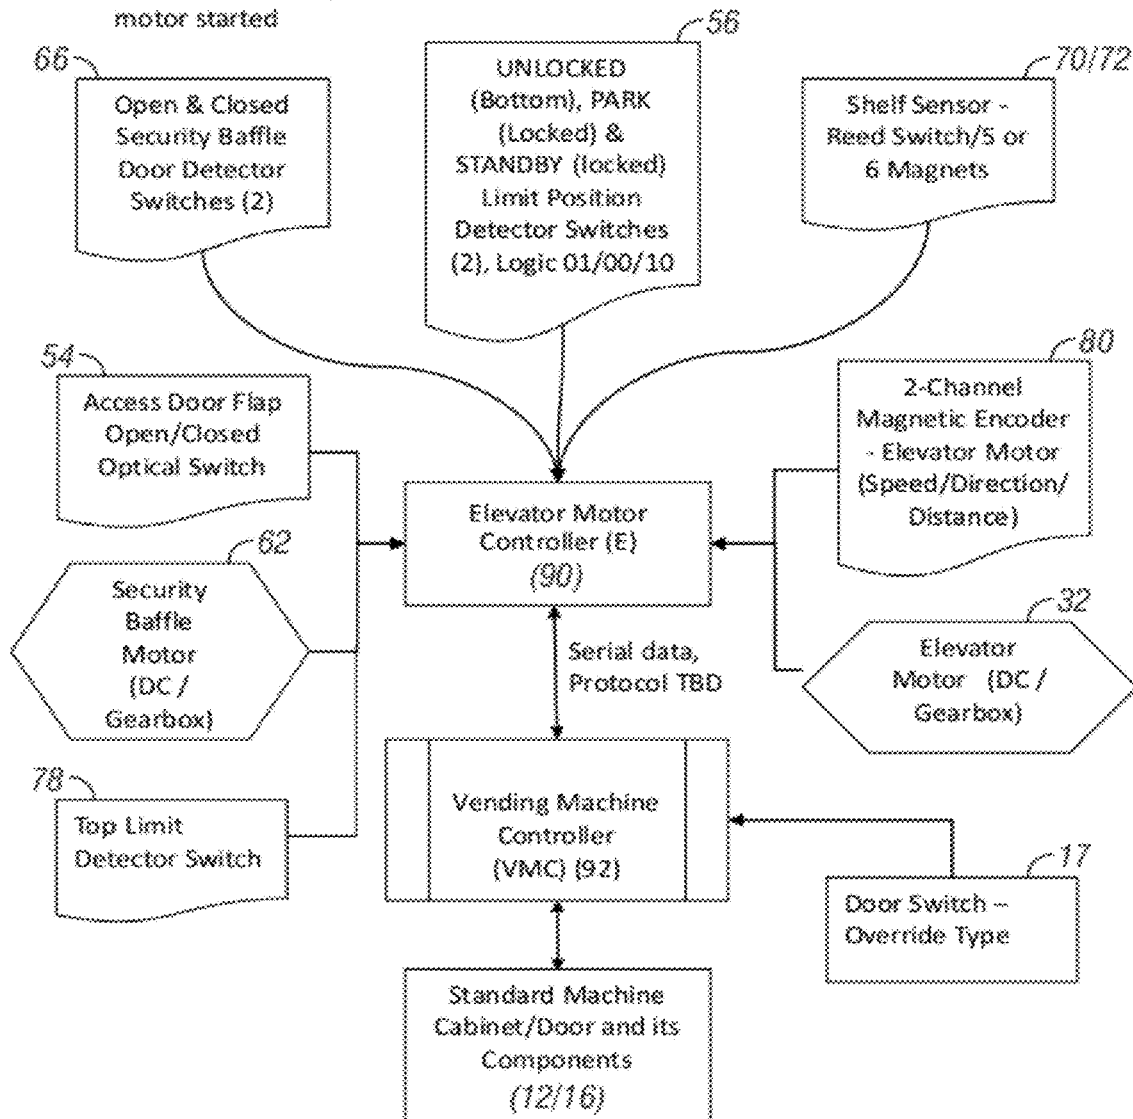 motor started
66
Open & Closed
Security Baffle
Door Detector
Switches (2)
56
UNLOCKED
(Bottom), PARK
(Locked) &
STANDBY (locked)
Limit Position
Detector Switches
(2), Logic 01/00/10
70/72
Shelf Sensor -
Reed Switch/5 or
6 Magnets
54
Access Door Flap
Open/Closed
Optical Switch
80
2-Channel
Magnetic Encoder
- Elevator Motor
(Speed/Direction/
Distance)
Elevator Motor
Controller (E)
(90)
62
Security
Baffle
Motor
(DC /
Gearbox)
32
Elevator
Motor (DC /
Gearbox)
Serial data,
Protocol TBD
78
Top Limit
Detector Switch
Vending Machine
Controller
(VMC) (92)
17
Door Switch –
Override Type
Standard Machine
Cabinet/Door and its
Components
(12/16)